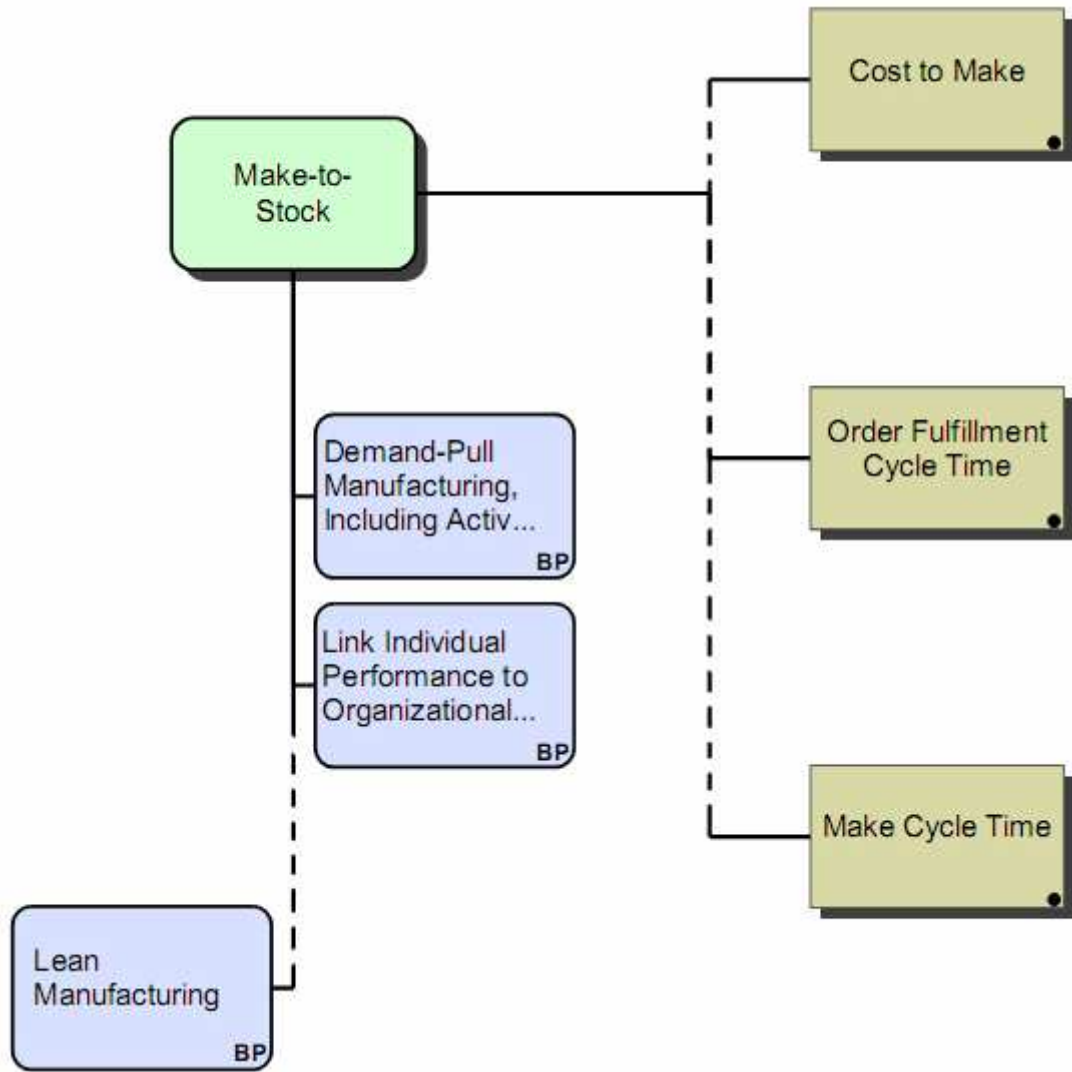 Cost to Make
Make-to-
Stock
Order Fulfillment
Cycle Time
Demand-Pull
Manufacturing,
Including Activ...
BP
Link Individual
Performance to
Organizational...
BP
Make Cycle Time
Lean
Manufacturing
BP